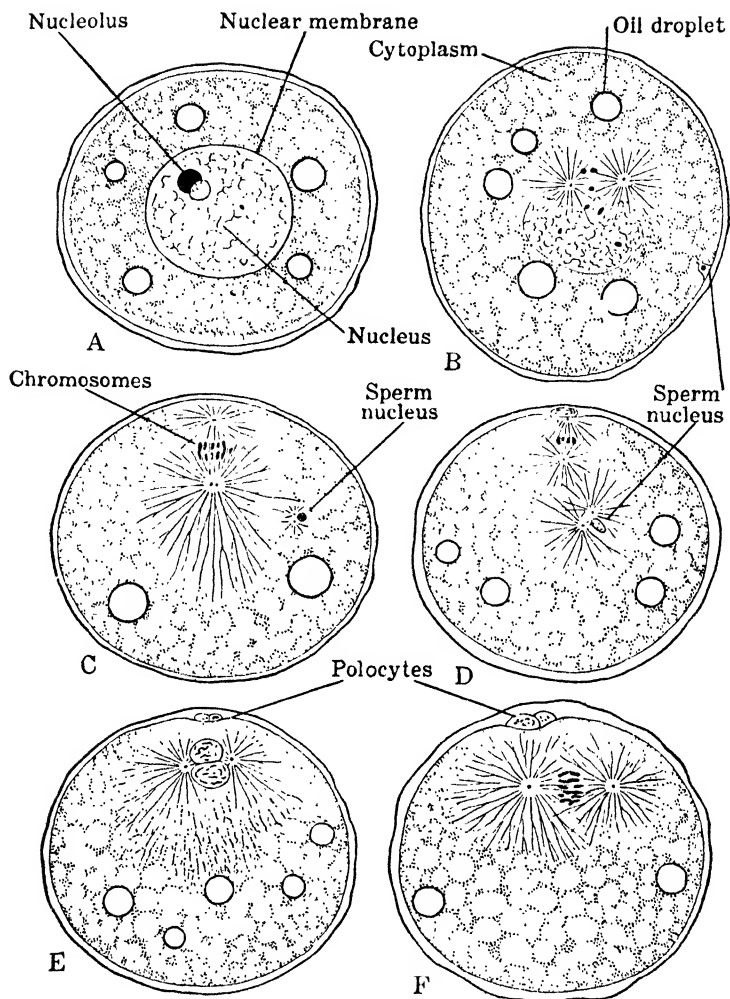 Nucleolus
Nuclear membrane
Oil droplet
Cytoplasm
A
Nucleus
B
Chromosomes
Sperm
nucleus
Sperm
nucleus
C
D
Polocytes
E
F